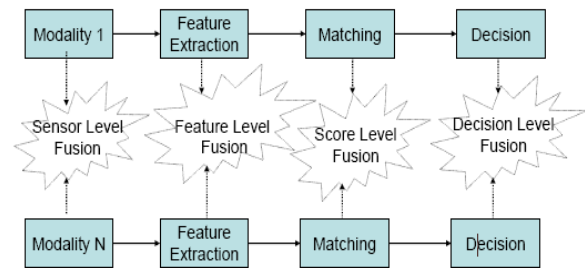 Modality 1
Feature
Extraction
Matching
Decision
Sensor Level
Fusion
Feature Level
Fusion
Score Level
Fusion
Decision Level
Fusion
Modality N
Feature
Extraction
Matching
Decision